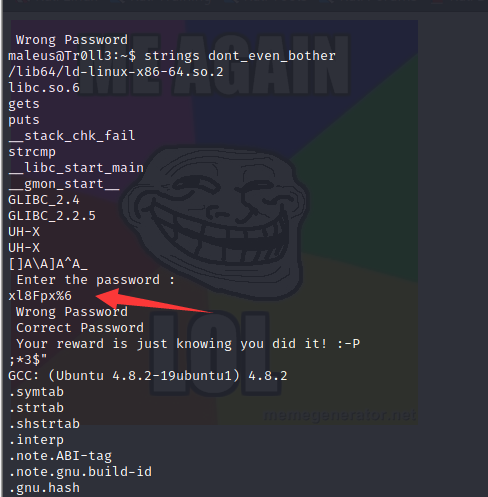 Wrong Password
maleus@Tr0ll3:~$ strings dont_even_bother
/lib64/ld-linux-x86-64.so.2
libc.so.6
gets
puts
__stack_chk_fail
strcmp
__libc_start_main
__gmon_start__
GLIBC_2.4
GLIBC_2.2.5
UH-X
UH-X
[]A\A]A^A_
Enter the password :
xl8Fpx%6
Wrong Password
Correct Password
Your reward is just knowing you did it! :-P
;*3$"
GCC: (Ubuntu 4.8.2-19ubuntu1) 4.8.2
.symtab
.strtab
.shstrtab
.interp
.note.ABI-tag
.note.gnu.build-id
.gnu.hash
ME AGAIN
LOL
memegenerator.net